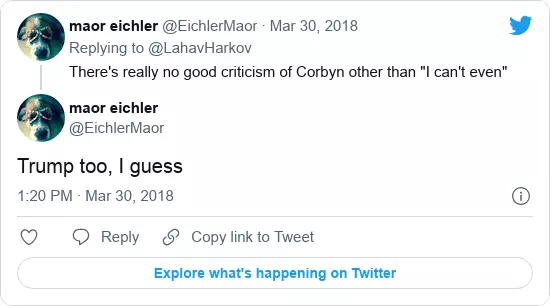 maor eichler @EichlerMaor · Mar 30, 2018
Replying to @LahavHarkov
There's really no good criticism of Corbyn other than "I can't even"
maor eichler
@EichlerMaor
Trump too, I guess
1:20 PM · Mar 30, 2018
Reply
Copy link to Tweet
Explore what's happening on Twitter